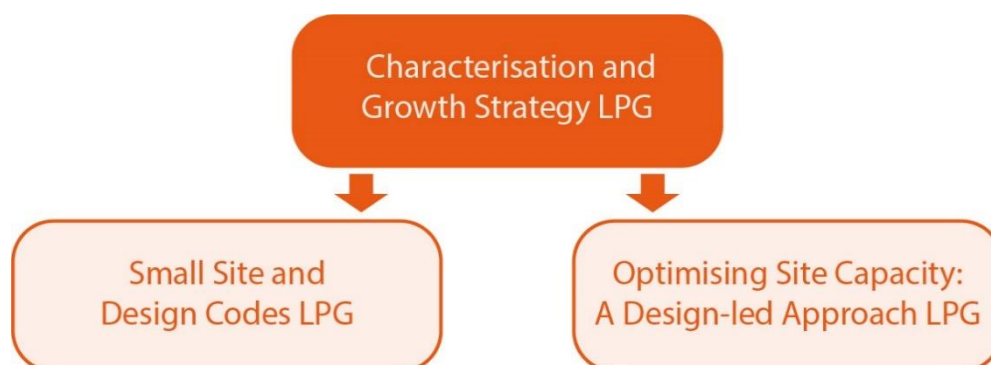 Characterisation and
Growth Strategy LPG
Small Site and
Design Codes LPG
Optimising Site Capacity:
A Design-led Approach LPG